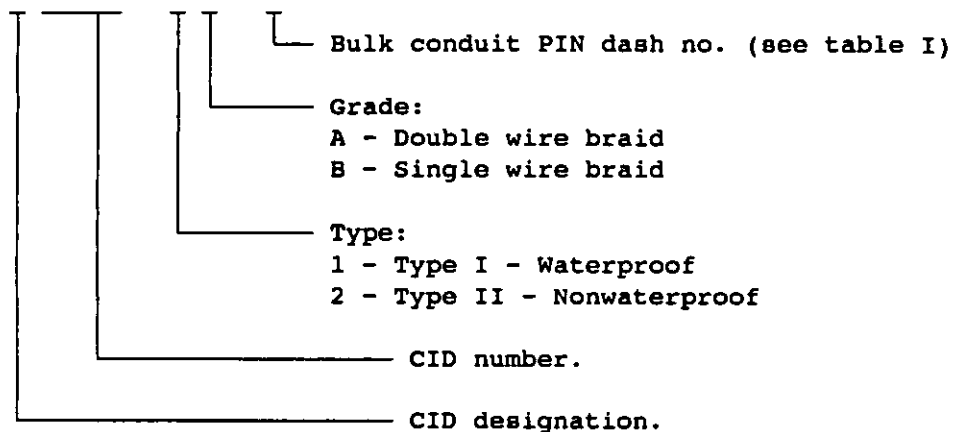 Bulk conduit PIN dash no. (see table I)
Grade:
A - Double wire braid
B - Single wire braid
Type:
1 - Type I - Waterproof
2 - Type II - Nonwaterproof
CID number.
CID designation.